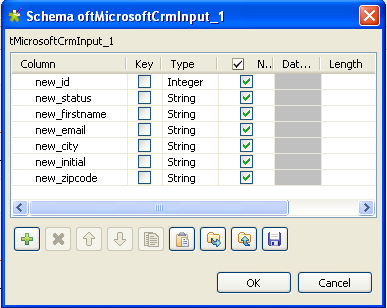 Schema oftMicrosoftCrmInput_1
tMicrosoftCrmInput_1
Column Key Type N.. Dat... Length
new_id Integer
new_status String
new_firstname String
new_email String
new_city String
new_initial String
new_zipcode String
OK Cancel